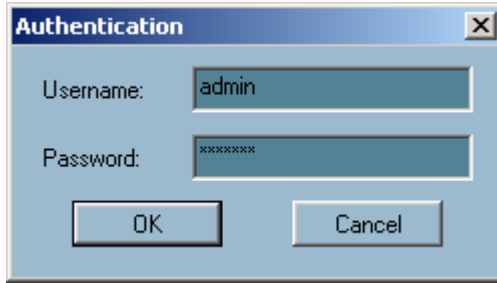 Authentication
Username: admin
Password: *******
OK Cancel